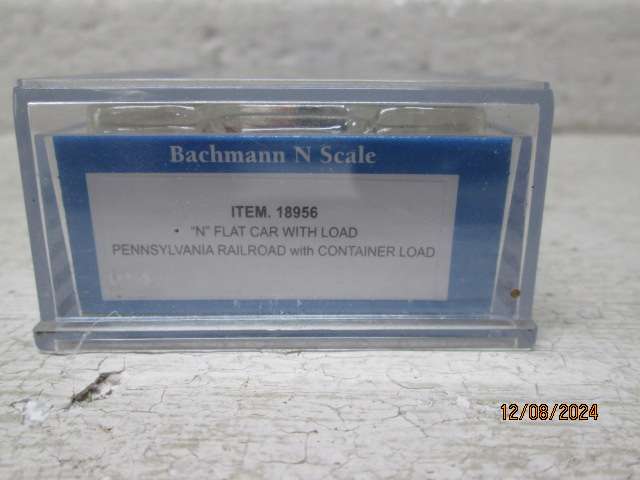 Bachmann N Scale
ITEM. 18956
"N" FLAT CAR WITH LOAD
PENNSYLVANIA RAILROAD with CONTAINER LOAD
12/08/2024